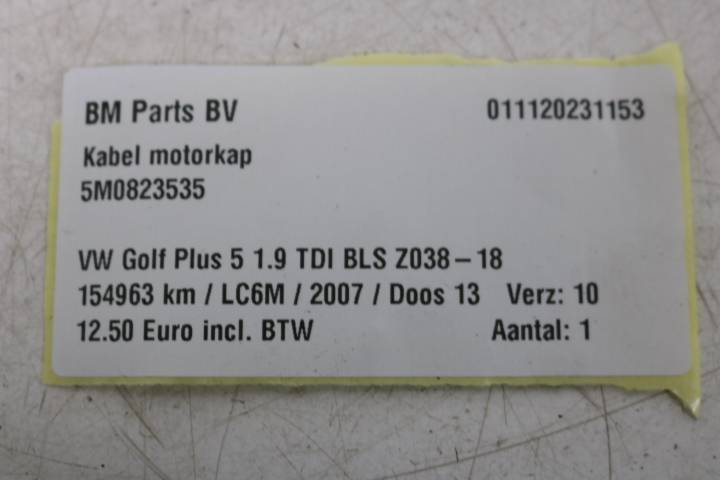 BM Parts BV 011120231153
Kabel motorkap
5M0823535
VW Golf Plus 5 1.9 TDI BLS Z038-18
154963 km / LC6M / 2007 / Doos 13 Verz: 10
12.50 Euro incl. BTW Aantal: 1